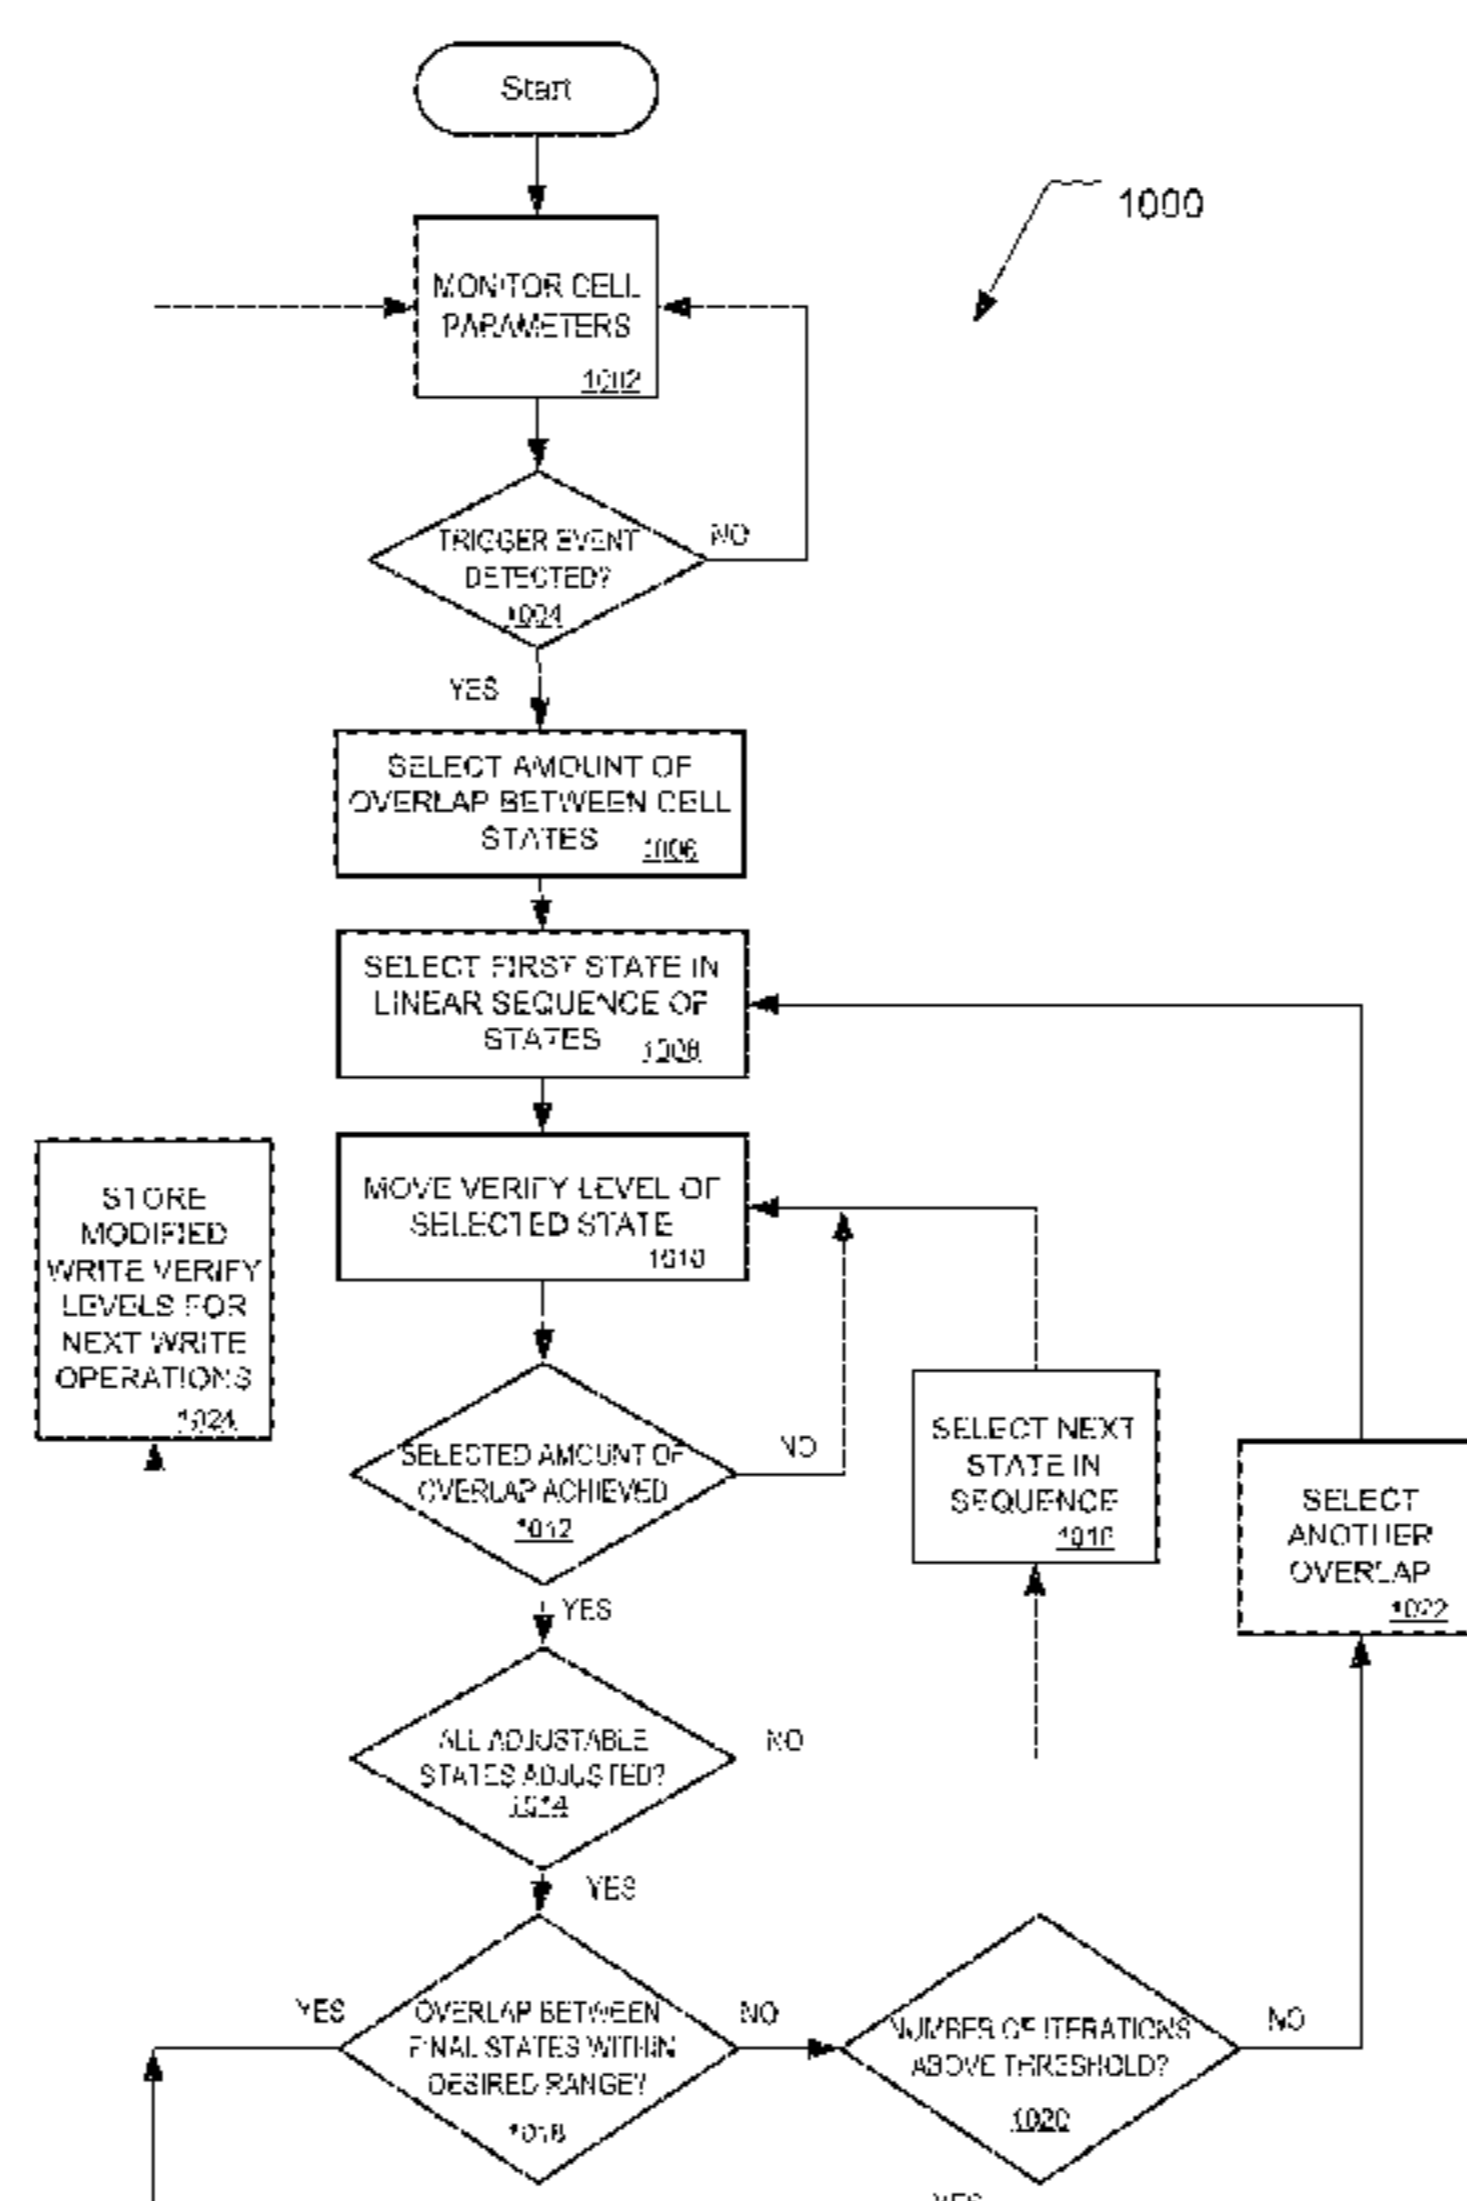 Start
1000
MONITOR CELL
PARAMETERS
1002
TRIGGER EVENT
DETECTED?
1004
NO
YES
SELECT AMOUNT OF
OVERLAP BETWEEN CELL
STATES
1006
SELECT FIRST STATE IN
LINEAR SEQUENCE OF
STATES
1008
MOVE VERIFY LEVEL OF
SELECTED STATE
1010
STORE
MODIFIED
WRITE VERIFY
LEVELS FOR
NEXT WRITE
OPERATIONS
1024
SELECTED AMOUNT OF
OVERLAP ACHIEVED
1012
NO
YES
SELECT NEXT
STATE IN
SEQUENCE
1016
SELECT
ANOTHER
OVERLAP
1022
ALL ADJUSTABLE
STATES ADJUSTED?
1014
NO
YES
OVERLAP BETWEEN
FINAL STATES WITHIN
DESIRED RANGE?
1018
YES
NO
NUMBER OF ITERATIONS
ABOVE THRESHOLD?
1020
NO
YES